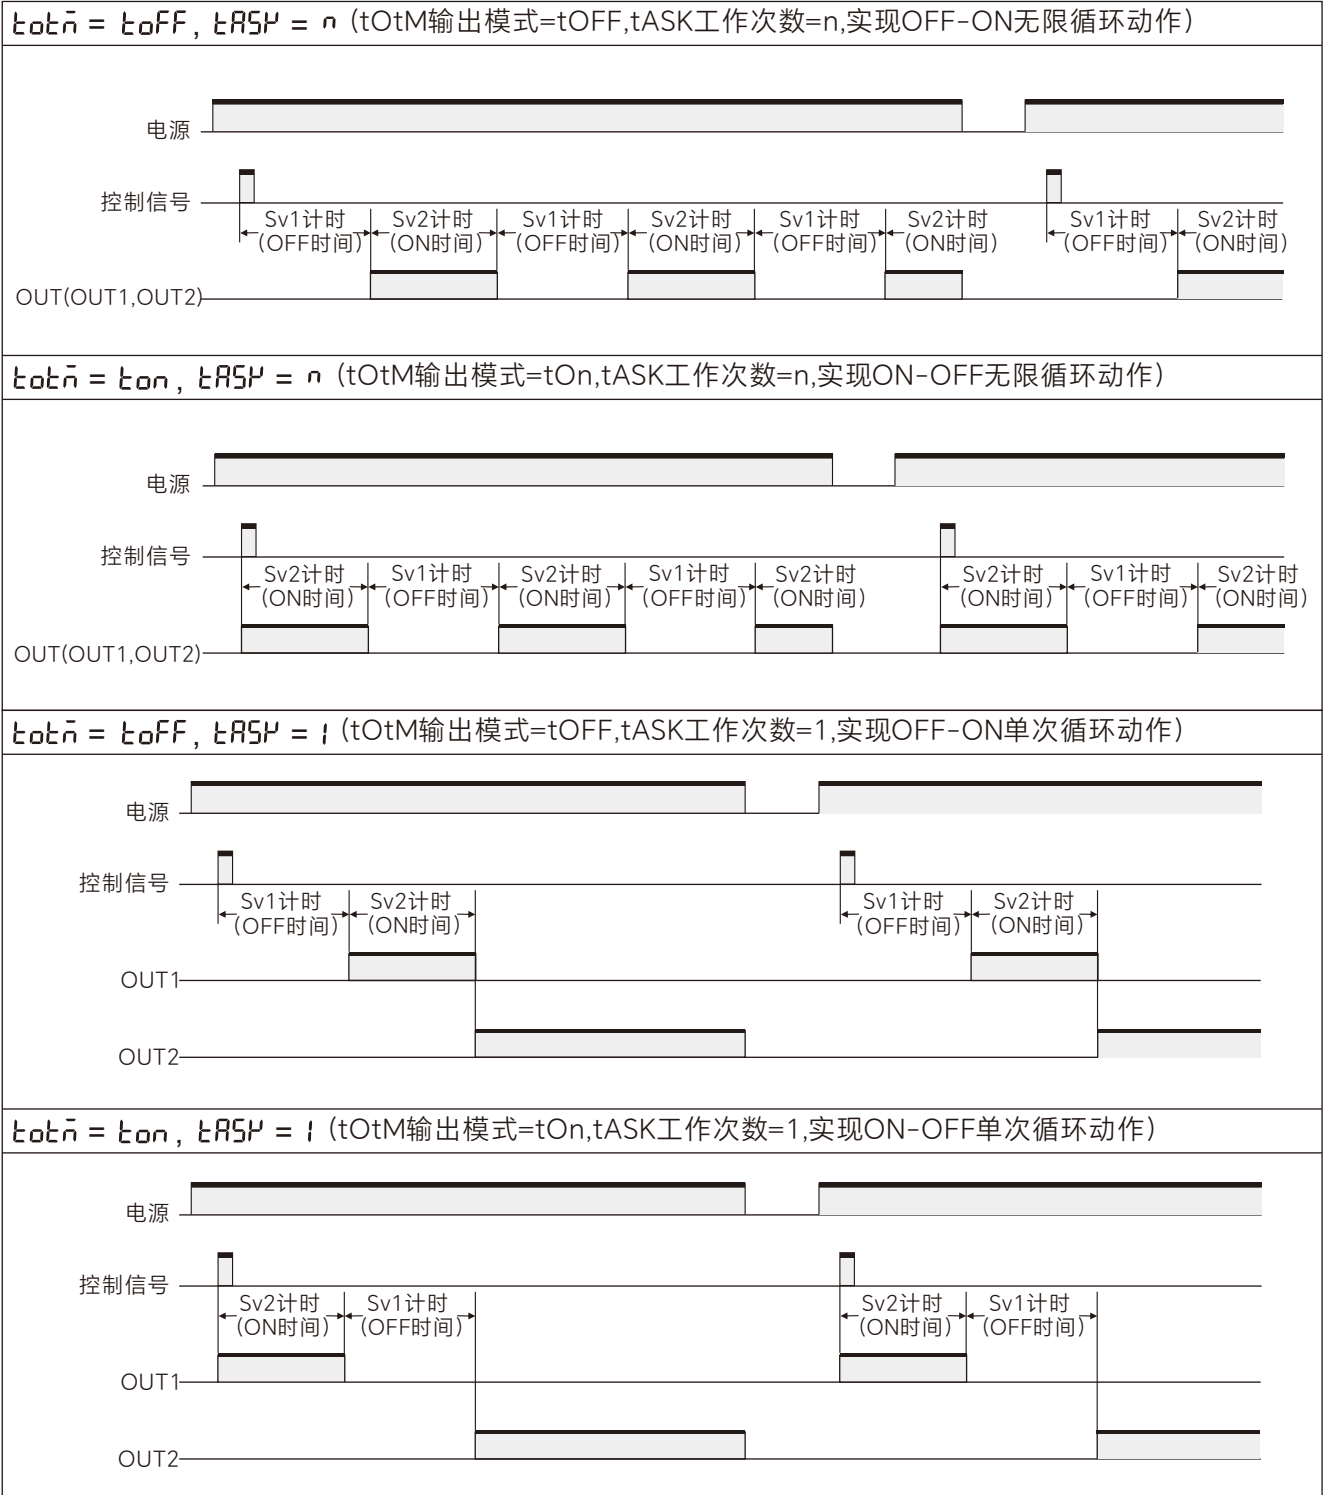 tOtM = tOFF, tASK = n (tOtM输出模式=tOFF,tASK工作次数=n,实现OFF-ON无限循环动作)
电源
控制信号
Sv1计时 Sv2计时 Sv1计时 Sv2计时 Sv1计时 Sv2计时 Sv1计时 Sv2计时
(OFF时间) (ON时间) (OFF时间) (ON时间) (OFF时间) (ON时间) (OFF时间) (ON时间)
OUT(OUT1,OUT2)
tOtM = tOn, tASK = n (tOtM输出模式=tOn,tASK工作次数=n,实现ON-OFF无限循环动作)
电源
控制信号
Sv2计时 Sv1计时 Sv2计时 Sv1计时 Sv2计时 Sv2计时 Sv1计时 Sv2计时
(ON时间) (OFF时间) (ON时间) (OFF时间) (ON时间) (ON时间) (OFF时间) (ON时间)
OUT(OUT1,OUT2)
tOtM = tOFF, tASK = 1 (tOtM输出模式=tOFF,tASK工作次数=1,实现OFF-ON单次循环动作)
电源
控制信号
Sv1计时 Sv2计时 Sv1计时 Sv2计时
(OFF时间) (ON时间) (OFF时间) (ON时间)
OUT1
OUT2
tOtM = tOn, tASK = 1 (tOtM输出模式=tOn,tASK工作次数=1,实现ON-OFF单次循环动作)
电源
控制信号
Sv2计时 Sv1计时 Sv2计时 Sv1计时
(ON时间) (OFF时间) (ON时间) (OFF时间)
OUT1
OUT2